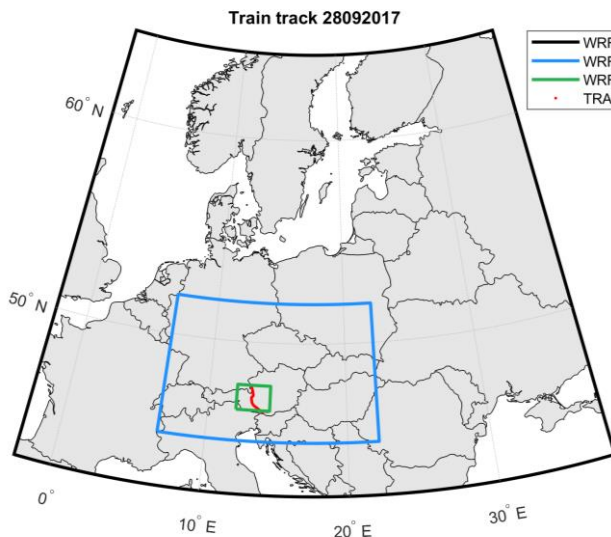 Train track 28092017
WRF
WRF
WRF
TRA
60° N
50° N
0°
10° E
20° E
30° E